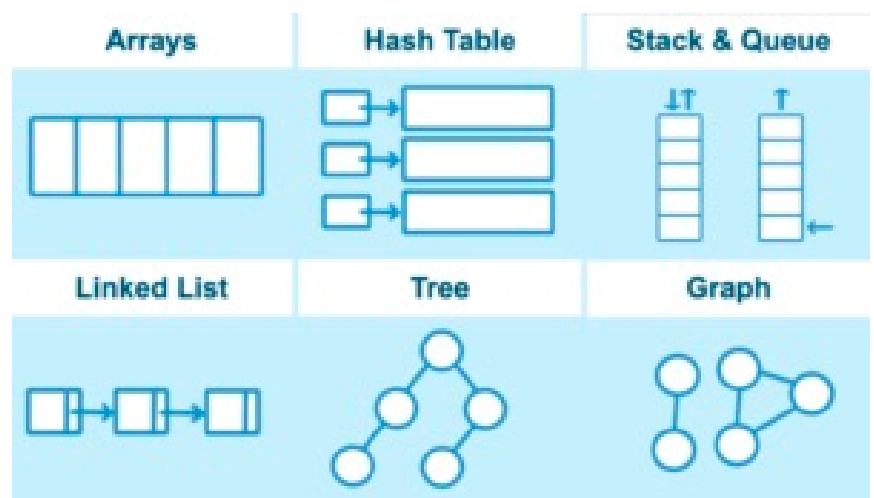 Arrays
Hash Table
Stack & Queue
Linked List
Tree
Graph